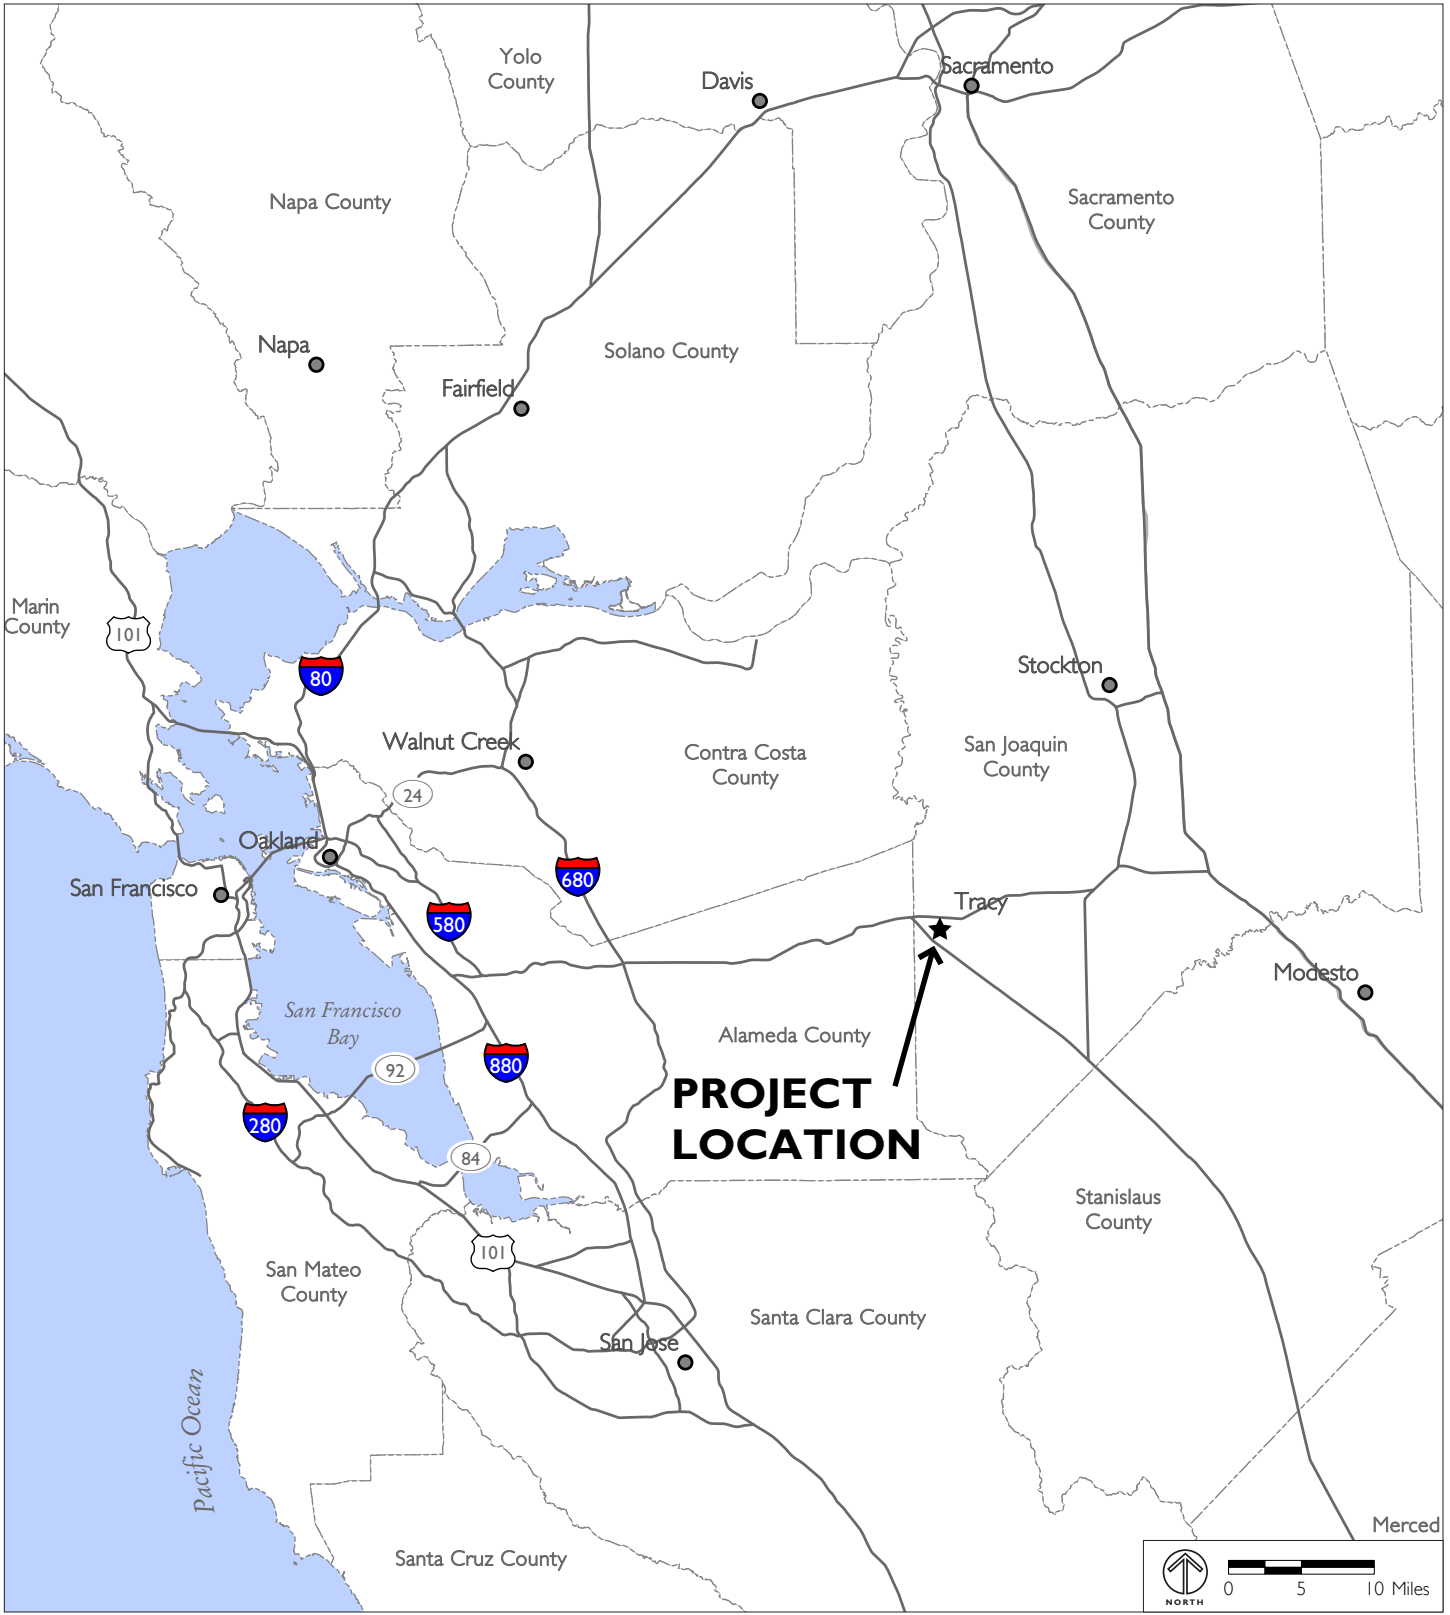 Yolo
County
Davis
Sacramento
Napa County
Sacramento
County
Napa
Solano County
Fairfield
Marin
County
101
80
Stockton
Walnut Creek
Contra Costa
County
San Joaquin
County
24
Oakland
680
San Francisco
Tracy
580
Modesto
San Francisco
Bay
Alameda County
92
880
PROJECT
LOCATION
280
84
Stanislaus
County
101
San Mateo
County
Santa Clara County
San Jose
Pacific Ocean
Merced
Santa Cruz County
NORTH
0 5 10 Miles